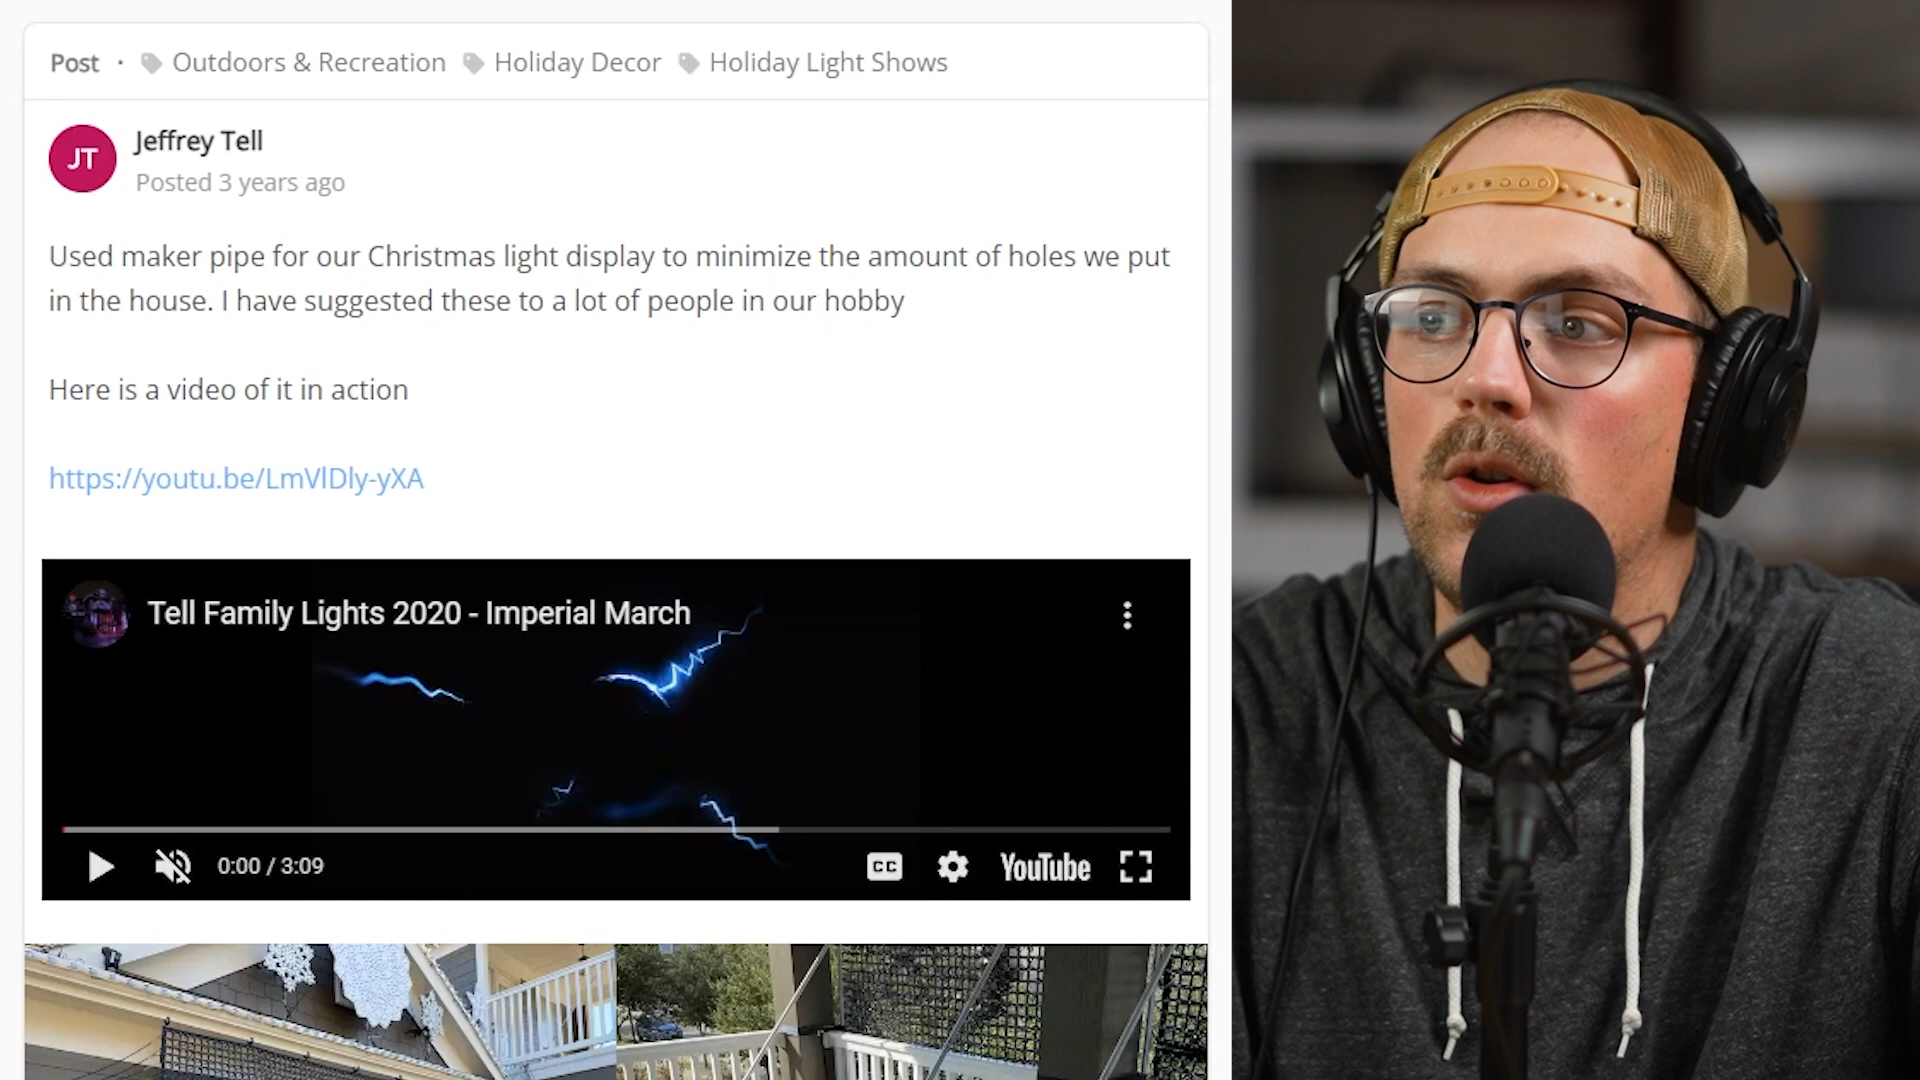 Post · Outdoors & Recreation Holiday Decor Holiday Light Shows
JT
Jeffrey Tell
Posted 3 years ago
Used maker pipe for our Christmas light display to minimize the amount of holes we put
in the house. I have suggested these to a lot of people in our hobby
Here is a video of it in action
https://youtu.be/LmVlDly-yXA
Tell Family Lights 2020 - Imperial March
0:00 / 3:09
CC
YouTube